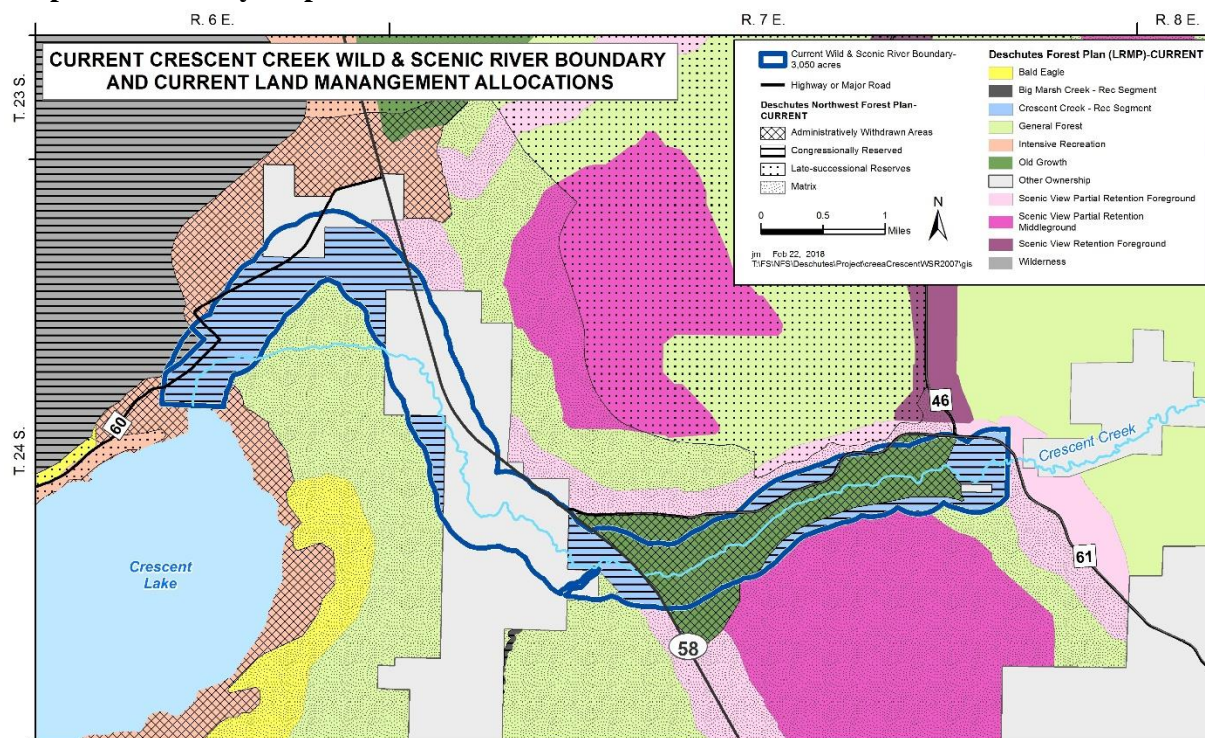 R. 6 E.
R. 7 E.
R. 8 E.
T. 23 S.
T. 24 S.
CURRENT CRESCENT CREEK WILD & SCENIC RIVER BOUNDARY
AND CURRENT LAND MANANGEMENT ALLOCATIONS
Current Wild & Scenic River Boundary-
3,050 acres
Highway or Major Road
Deschutes Northwest Forest Plan-
CURRENT
Administratively Withdrawn Areas
Congressionally Reserved
Late-successional Reserves
Matrix
0 0.5 1
Miles
N
jm Feb 22, 2018
T:\FS\NFS\Deschutes\Project\creeaCrescentWSR2007\gis
Deschutes Forest Plan (LRMP)-CURRENT
Bald Eagle
Big Marsh Creek - Rec Segment
Crescent Creek - Rec Segment
General Forest
Intensive Recreation
Old Growth
Other Ownership
Scenic View Partial Retention Foreground
Scenic View Partial Retention
Middleground
Scenic View Retention Foreground
Wilderness
60
46
Crescent Creek
61
58
Crescent
Lake